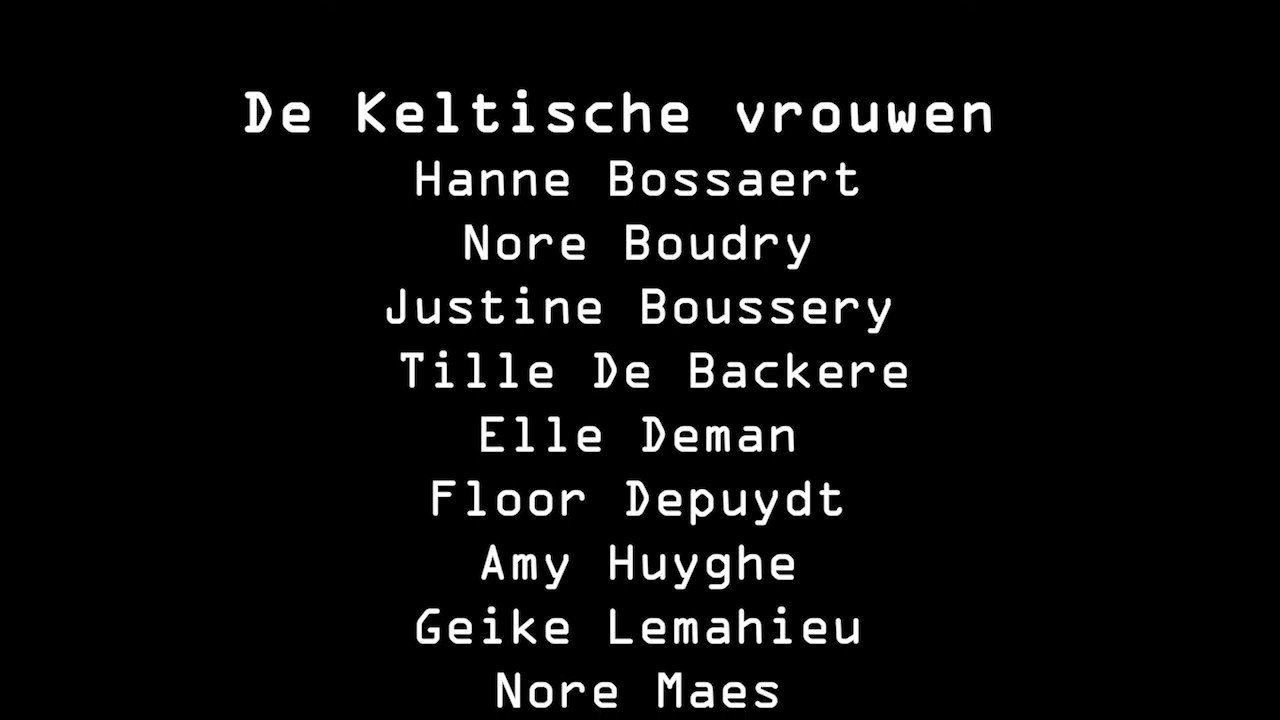 De Keltische vrouwen
Hanne Bossaert
Nore Boudry
Justine Boussery
Tille De Backere
Elle Deman
Floor Depuydt
Amy Huyghe
Geike Lemahieu
Nore Maes